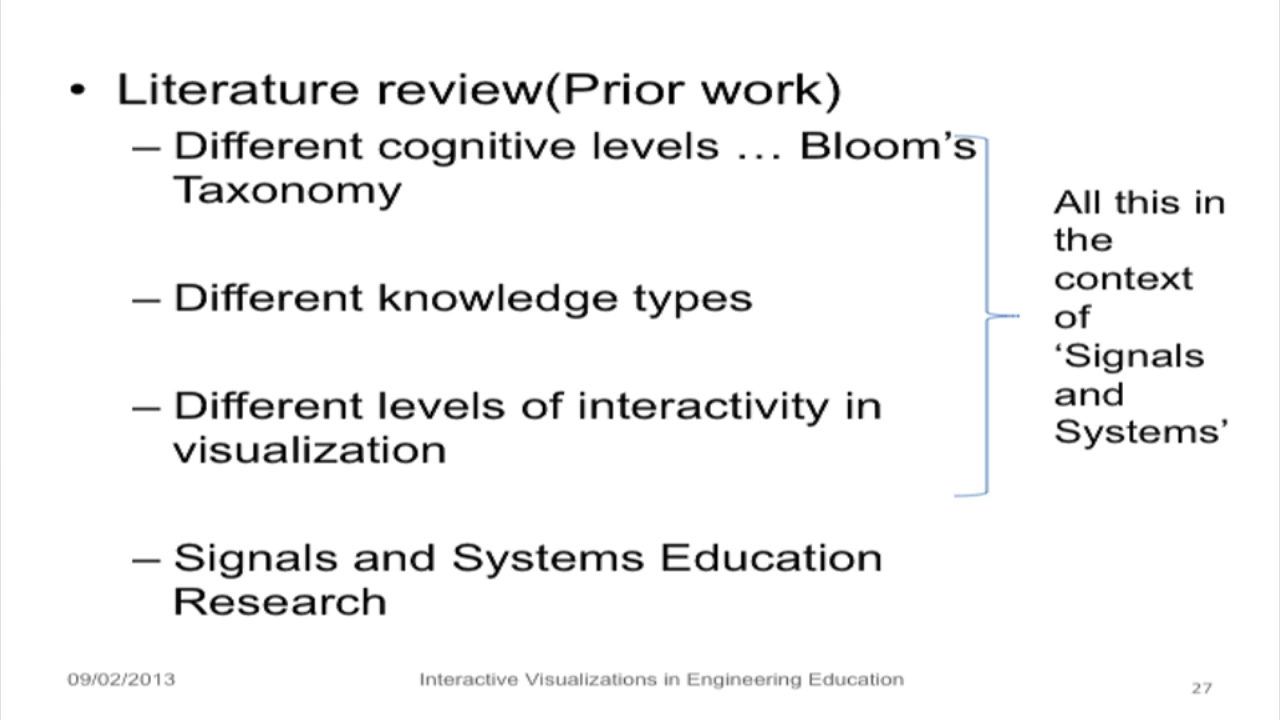 • Literature review(Prior work)
– Different cognitive levels … Bloom’s
Taxonomy
– Different knowledge types
– Different levels of interactivity in
visualization
– Signals and Systems Education
Research
All this in
the
context
of
‘Signals
and
Systems’
09/02/2013
Interactive Visualizations in Engineering Education
27